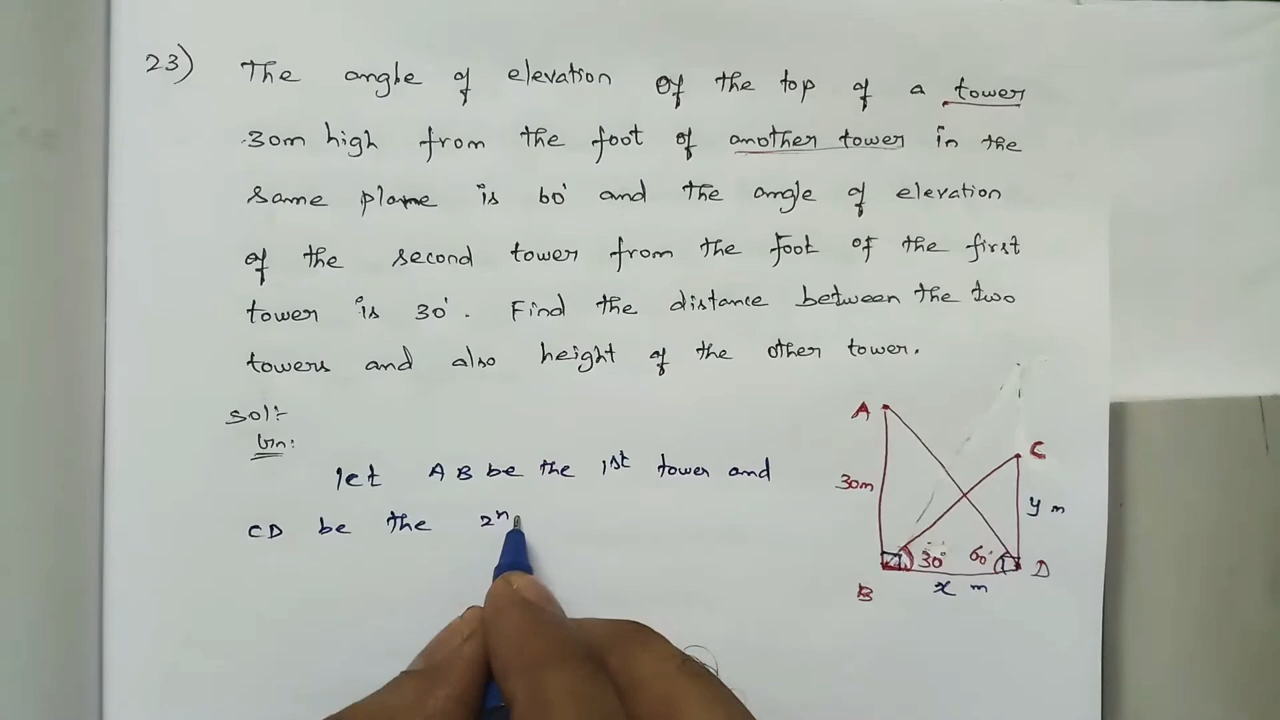 23) The angle of elevation of the top of a tower
30m high from the foot of another tower in the
same plane is 60° and the angle of elevation
of the second tower from the foot of the first
tower is 30°. Find the distance between the two
towers and also height of the other tower.
Sol:-
Gn:
let AB be the 1st tower and
CD be the 2n
A
C
30m
y m
30°
60°
D
B
x m